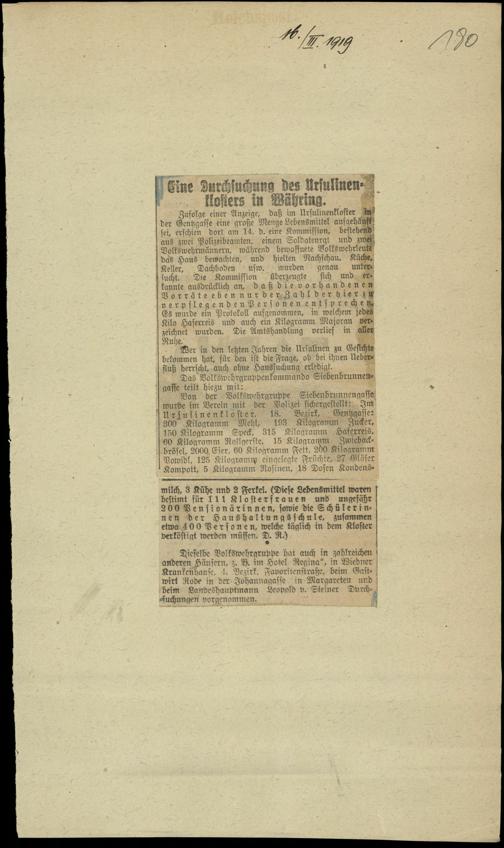 Reichspost
16./III. 1919
180
Eine Durchsuchung des Ursulinen-
klosters in Währing.
Zufolge einer Anzeige, daß im Ursulinenkloster in
der Gentzgasse eine große Menge Lebensmittel angehäuft
sei, erschien dort am 14. d. eine Kommission, bestehend
aus zwei Polizeibeamten, einem Soldatenrat und zwei
Volkswehrmännern, während bewaffnete Volkswehrleute
das Haus bewachten, und hielten Nachschau. Küche,
Keller, Dachboden usw. wurden genau unter-
sucht. Die Kommission überzeugte sich und er-
kannte ausdrücklich an, daß die vorhandenen
Vorräte eben nur der Zahl der hier zu
verpflegenden Personen entsprechen.
Es wurde ein Protokoll aufgenommen, in welchem jedes
Kilo Haferreis und auch ein Kilogramm Majoran ver-
zeichnet wurden. Die Amtshandlung verlief in aller
Ruhe.
Wer in den letzten Jahren die Ursulinen zu Gesichte
bekommen hat, für den ist die Frage, ob bei ihnen Ueber-
fluß herrscht, auch ohne Haussuchung erledigt.
Das Volkswehrgruppenkommando Siebenbrunnen-
gasse teilt hiezu mit:
Von der Volkswehrgruppe Siebenbrunnengasse
wurde im Verein mit der Polizei sichergestellt: Im
Ursulinenkloster, 18. Bezirk, Gentzgasse:
300 Kilogramm Mehl, 193 Kilogramm Zucker,
150 Kilogramm Speck, 315 Kilogramm Haferreis,
60 Kilogramm Rollgerste, 15 Kilogramm Zwieback-
brösel, 2000 Eier, 60 Kilogramm Fett, 200 Kilogramm
Powidl, 125 Kilogramm eingelegte Früchte, 27 Gläser
Kompott, 5 Kilogramm Rosinen, 18 Dosen Kondens-
milch, 3 Kühe und 2 Ferkel. (Diese Lebensmittel waren
bestimt für 111 Klosterfrauen und ungefähr
200 Pensionärinnen, sowie die Schülerin-
nen der Haushaltungsschule, zusammen
etwa 400 Personen, welche täglich in dem Kloster
verköstigt werden müssen. D. R.)
Dieselbe Volkswehrgruppe hat auch in zahlreichen
anderen Häusern, z. B. im Hotel Regina", in Wiedner
Krankenhause, 4. Bezirk, Favoritenstraße, beim Gast-
wirt Rode in der Johannagasse in Margareten und
beim Landeshauptmann Leopold v. Steiner Durch-
suchungen vorgenommen.